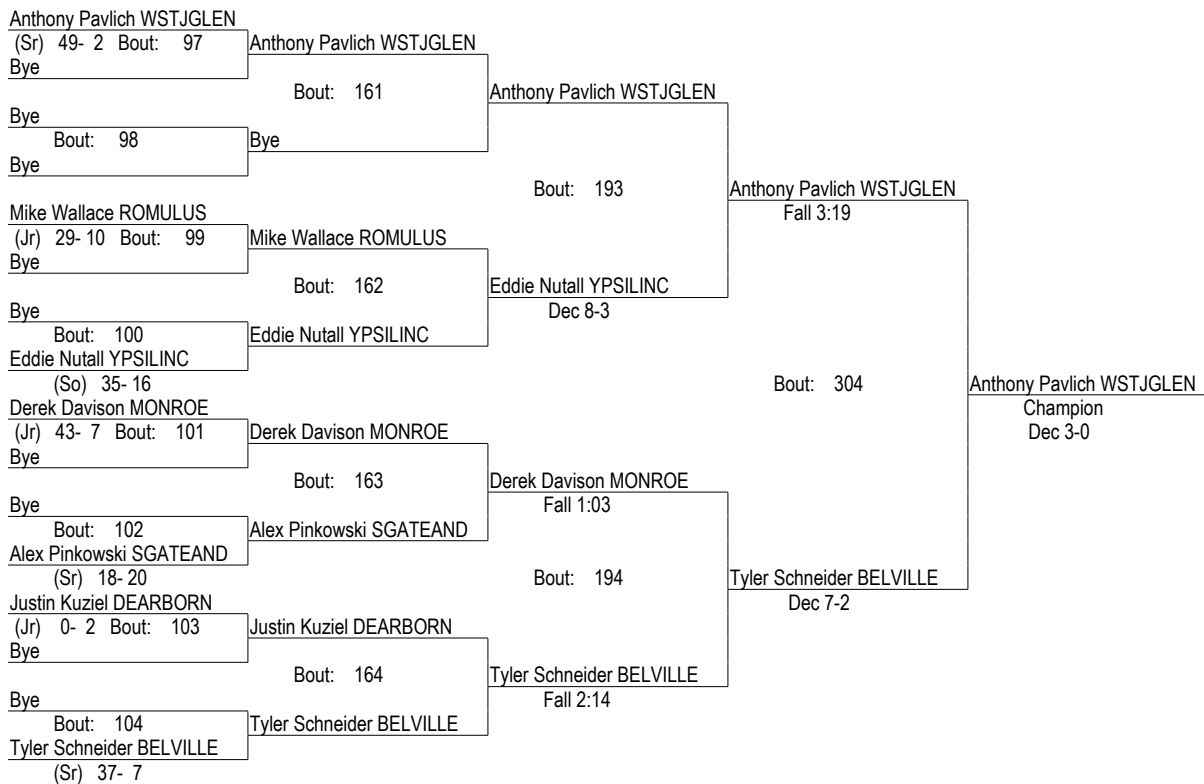 Anthony Pavlich WSTJGLEN
(Sr) 49- 2 Bout: 97
Bye
Bye
Bout: 98
Bye
Mike Wallace ROMULUS
(Jr) 29- 10 Bout: 99
Bye
Bye
Bout: 100
Eddie Nutall YPSILINC
(So) 35- 16
Derek Davison MONROE
(Jr) 43- 7 Bout: 101
Bye
Bye
Bout: 102
Alex Pinkowski SGATEAND
(Sr) 18- 20
Justin Kuziel DEARBORN
(Jr) 0- 2 Bout: 103
Bye
Bye
Bout: 104
Tyler Schneider BELVILLE
(Sr) 37- 7
Anthony Pavlich WSTJGLEN
Bout: 161
Bye
Mike Wallace ROMULUS
Bout: 162
Eddie Nutall YPSILINC
Derek Davison MONROE
Bout: 163
Alex Pinkowski SGATEAND
Justin Kuziel DEARBORN
Bout: 164
Tyler Schneider BELVILLE
Anthony Pavlich WSTJGLEN
Bout: 193
Eddie Nutall YPSILINC
Dec 8-3
Derek Davison MONROE
Fall 1:03
Bout: 194
Tyler Schneider BELVILLE
Fall 2:14
Anthony Pavlich WSTJGLEN
Fall 3:19
Bout: 304
Tyler Schneider BELVILLE
Dec 7-2
Anthony Pavlich WSTJGLEN
Champion
Dec 3-0